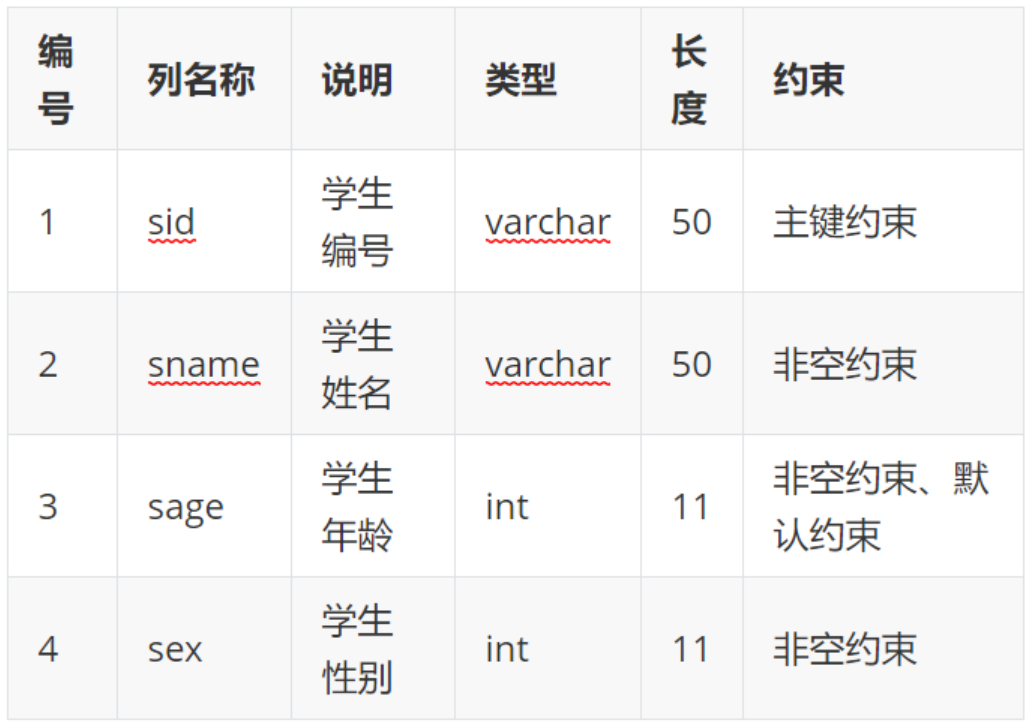 编号 列名称 说明 类型 长度 约束
1 sid 学生编号 varchar 50 主键约束
2 sname 学生姓名 varchar 50 非空约束
3 sage 学生年龄 int 11 非空约束、默认约束
4 sex 学生性别 int 11 非空约束